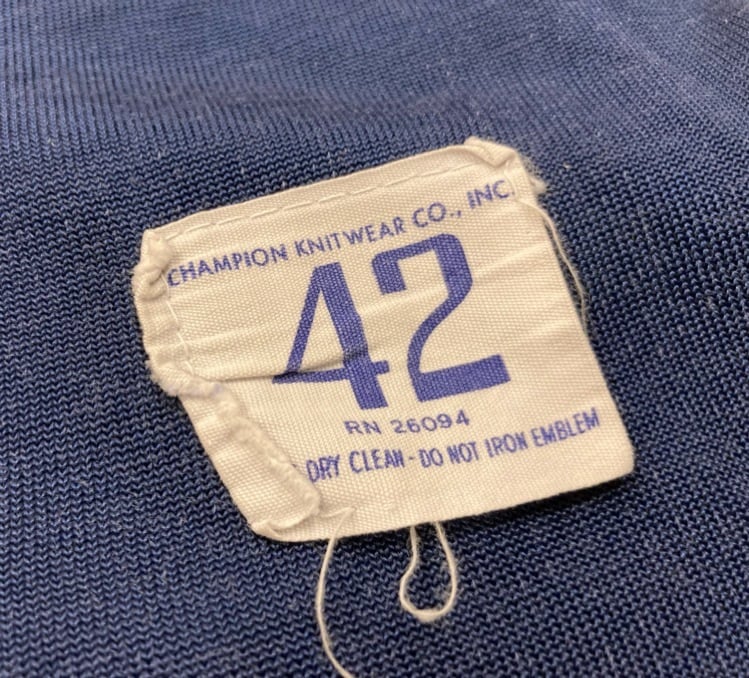 CHAMPION KNITWEAR CO., INC.
42
RN 26094
DRY CLEAN - DO NOT IRON EMBLEM